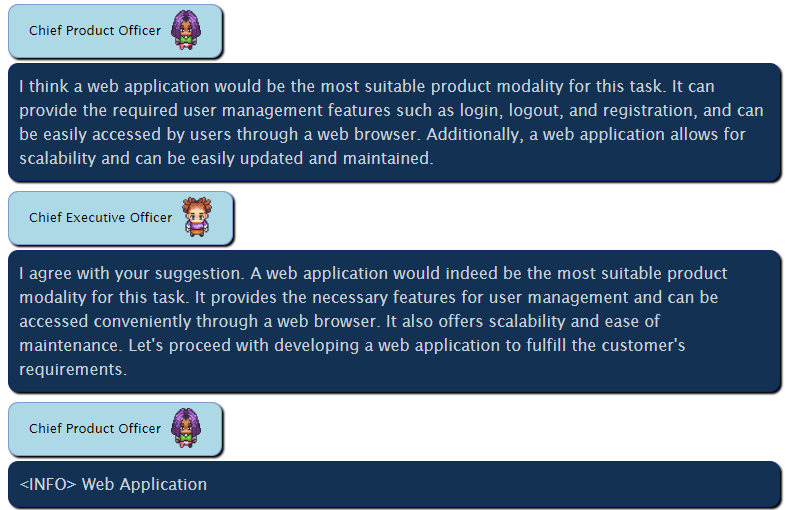 Chief Product Officer
I think a web application would be the most suitable product modality for this task. It can
provide the required user management features such as login, logout, and registration, and can
be easily accessed by users through a web browser. Additionally, a web application allows for
scalability and can be easily updated and maintained.
Chief Executive Officer
I agree with your suggestion. A web application would indeed be the most suitable product
modality for this task. It provides the necessary features for user management and can be
accessed conveniently through a web browser. It also offers scalability and ease of
maintenance. Let's proceed with developing a web application to fulfill the customer's
requirements.
Chief Product Officer
<INFO> Web Application